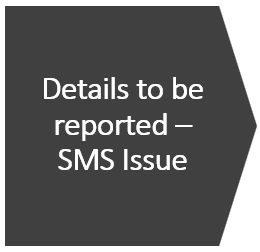 Details to be
reported –
SMS Issue